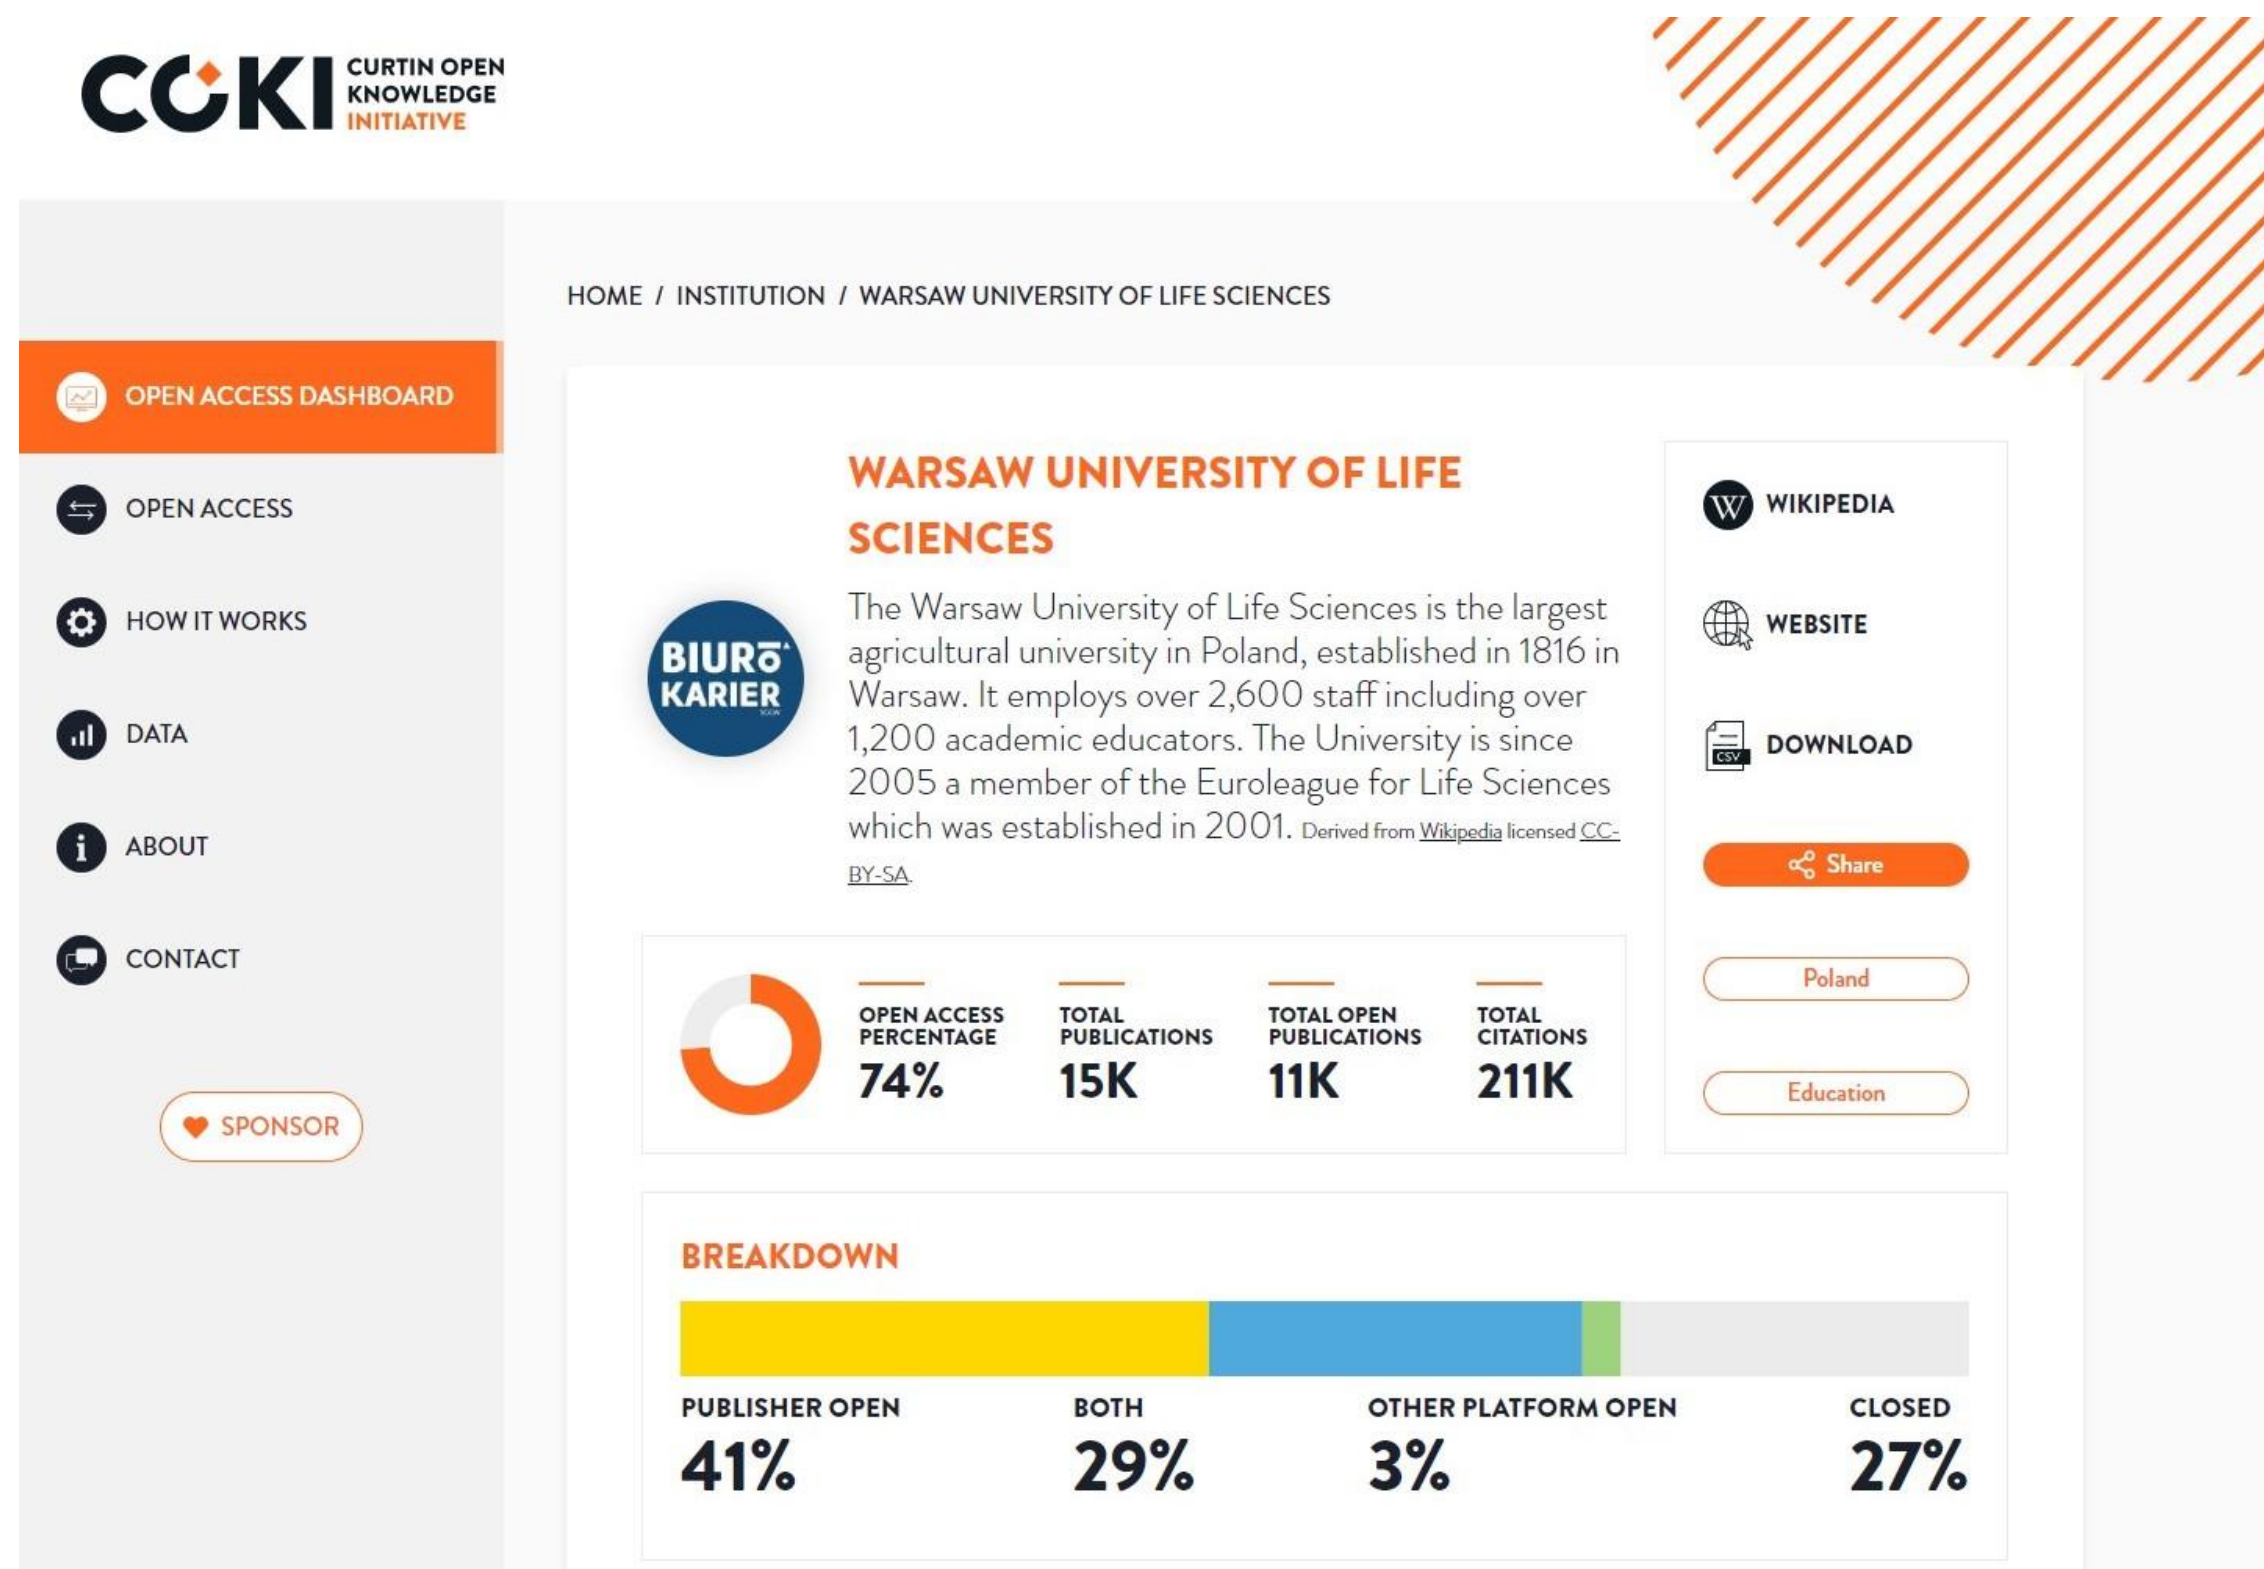 COKI
CURTIN OPEN
KNOWLEDGE
INITIATIVE
HOME / INSTITUTION / WARSAW UNIVERSITY OF LIFE SCIENCES
OPEN ACCESS DASHBOARD
OPEN ACCESS
HOW IT WORKS
DATA
ABOUT
CONTACT
SPONSOR
BIURO
KARIER
SGGW
WARSAW UNIVERSITY OF LIFE
SCIENCES
The Warsaw University of Life Sciences is the largest
agricultural university in Poland, established in 1816 in
Warsaw. It employs over 2,600 staff including over
1,200 academic educators. The University is since
2005 a member of the Euroleague for Life Sciences
which was established in 2001. Derived from Wikipedia licensed CC-
BY-SA.
W WIKIPEDIA
WEBSITE
CSV DOWNLOAD
Share
Poland
Education
OPEN ACCESS
PERCENTAGE
74%
TOTAL
PUBLICATIONS
15K
TOTAL OPEN
PUBLICATIONS
11K
TOTAL
CITATIONS
211K
BREAKDOWN
PUBLISHER OPEN
41%
BOTH
29%
OTHER PLATFORM OPEN
3%
CLOSED
27%